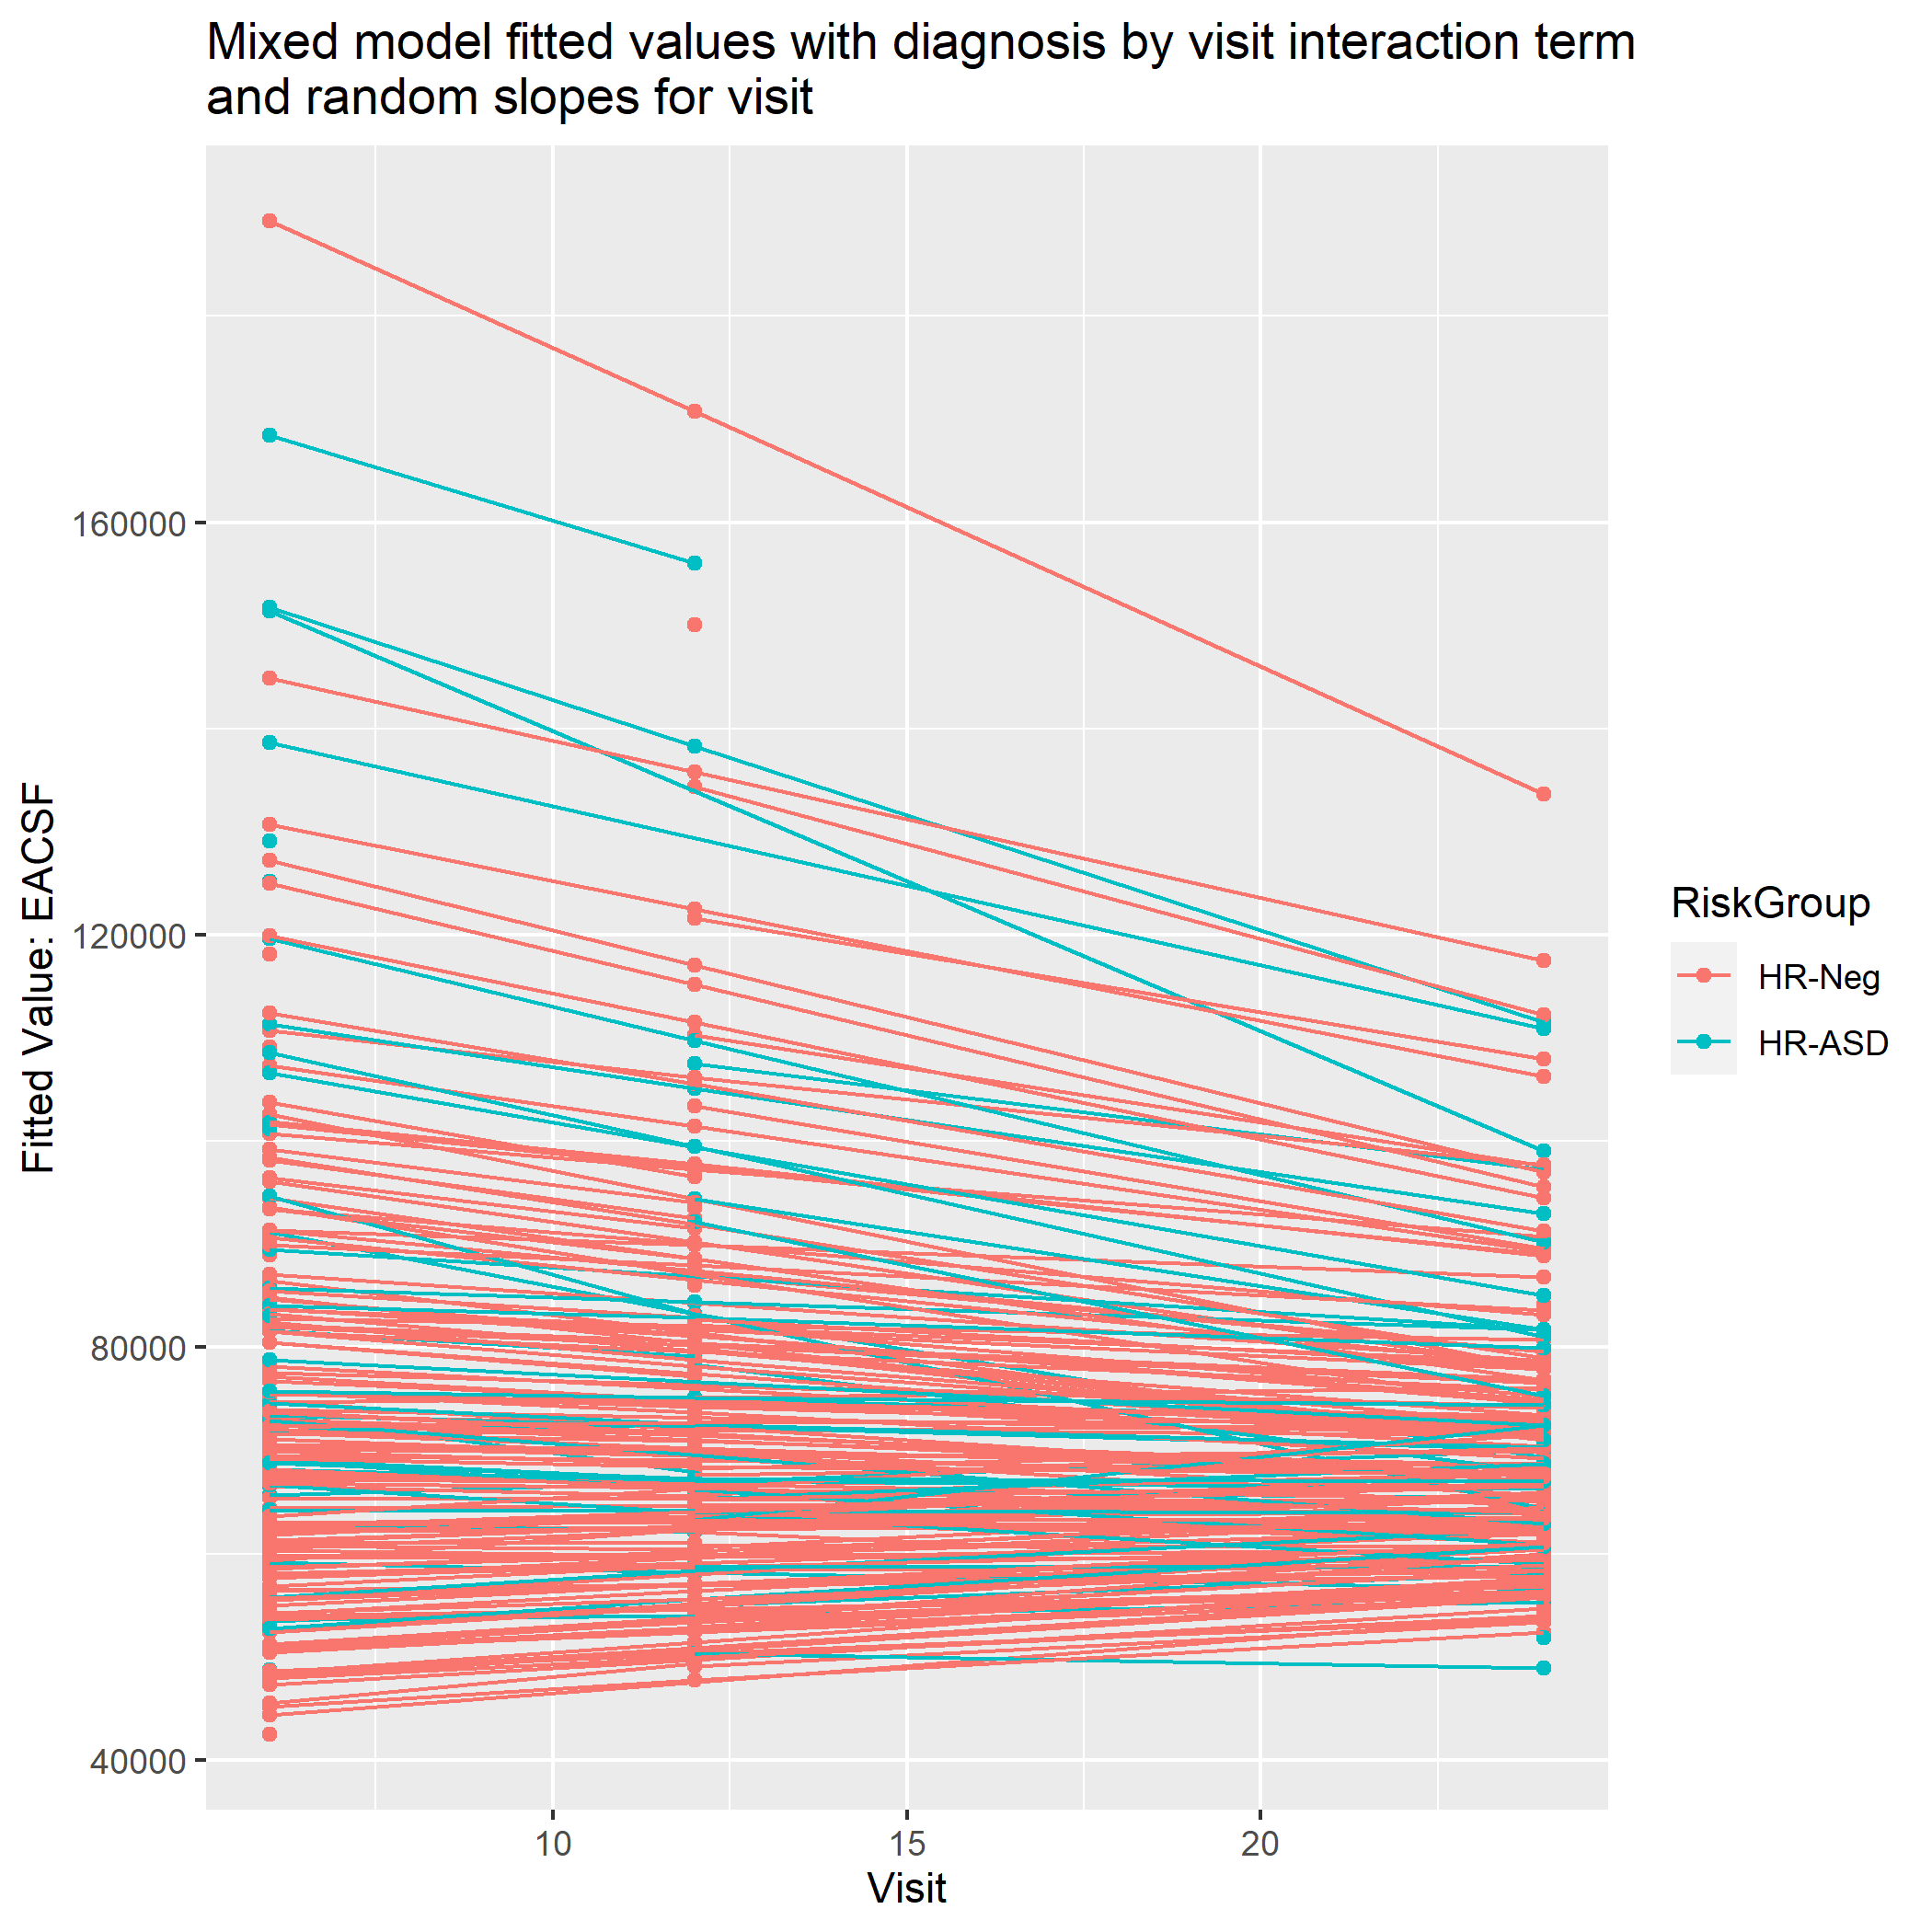 Mixed model fitted values with diagnosis by visit interaction term
and random slopes for visit
Fitted Value: EACSF
160000
120000
80000
40000
10
15
20
Visit
RiskGroup
HR-Neg
HR-ASD